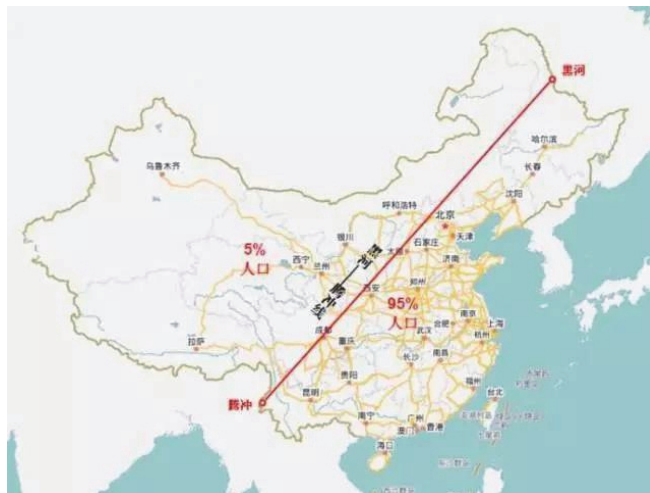 黑河
哈尔滨
长春
乌鲁木齐
沈阳
呼和浩特
北京
天津
银川
太原
石家庄
5%
人口
西宁
兰州
济南
黑河—腾冲线
西安
郑州
95%
人口
南京
合肥
上海
成都
武汉
杭州
拉萨
重庆
南昌
长沙
贵阳
福州
腾冲
昆明
台北
南宁
广州
澳门
香港
海口